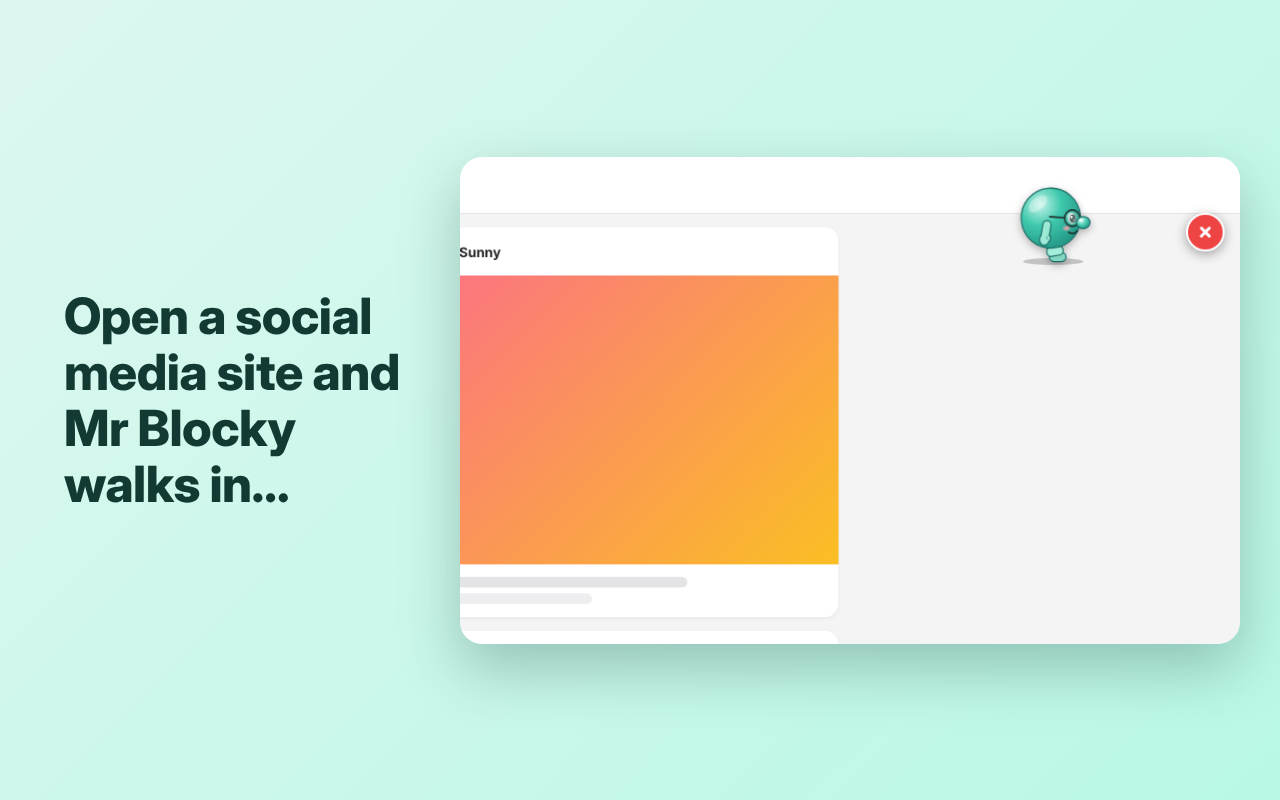 Open a social
media site and
Mr Blocky
walks in...
Sunny